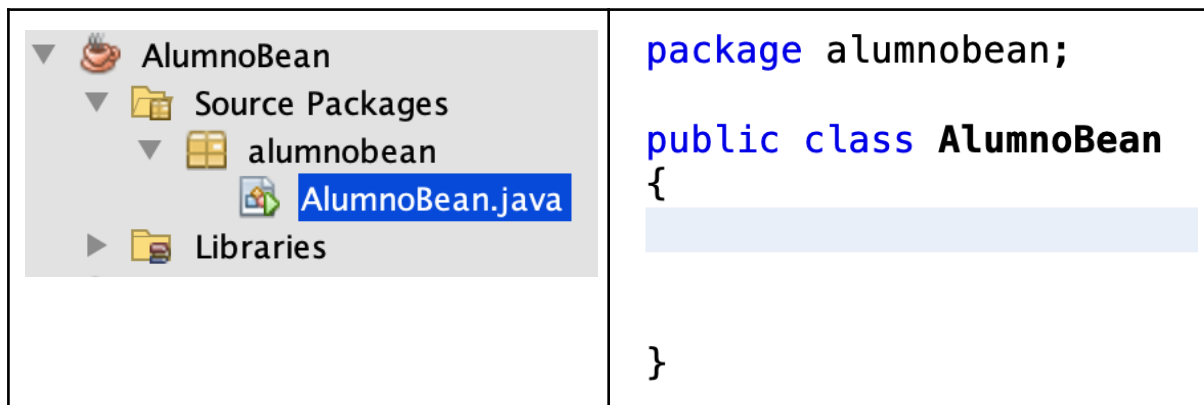 AlumnoBean
Source Packages
alumnobean
AlumnoBean.java
Libraries
package alumnobean;
public class AlumnoBean
{
}